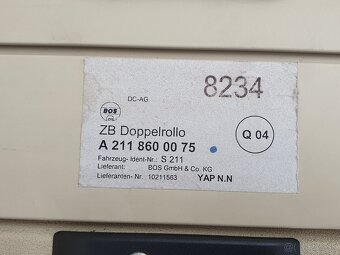 8234
DC-AG
BOS
ZB Doppelrollo
A 211 860 00 75
Q 04
Fahrzeug- Ident-Nr.: S 211
Lieferant: BOS GmbH & Co. KG
Lieferanten- Nr.: 10211563 YAP N.N